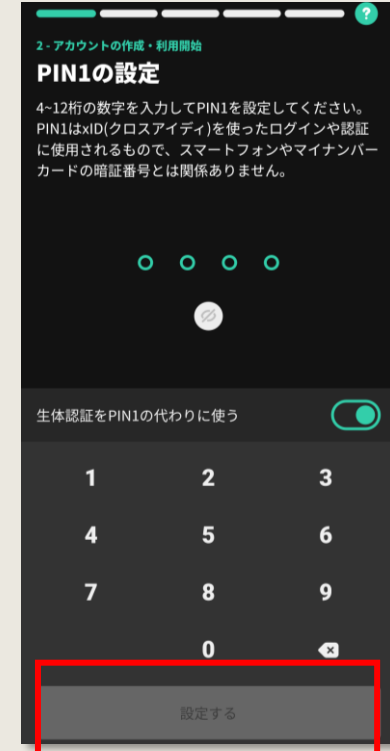 ?
2 - アカウントの作成・利用開始
PIN1の設定
4~12桁の数字を入力してPIN1を設定してください。
PIN1はxID(クロスアイディ)を使ったログインや認証
に使用されるもので、スマートフォンやマイナンバー
カードの暗証番号とは関係ありません。
生体認証をPIN1の代わりに使う
1 2 3
4 5 6
7 8 9
0
設定する